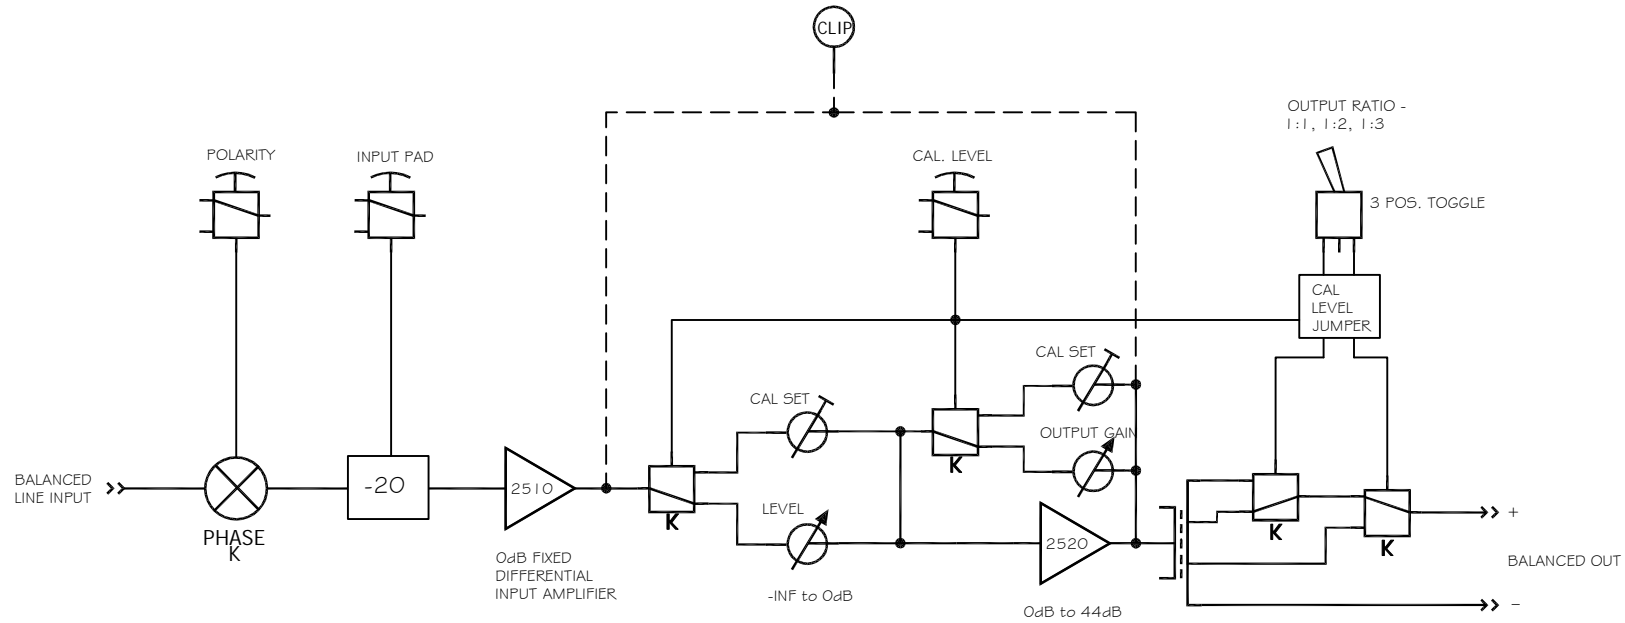 CLIP
OUTPUT RATIO -
1:1, 1:2, 1:3
POLARITY
INPUT PAD
CAL. LEVEL
3 POS. TOGGLE
CAL
LEVEL
JUMPER
CAL SET
CAL SET
OUTPUT GAIN
K
BALANCED
LINE INPUT
-20
2510
K
LEVEL
PHASE
K
2520
K
K
+
0dB FIXED
DIFFERENTIAL
INPUT AMPLIFIER
BALANCED OUT
-INF to 0dB
0dB to 44dB
-